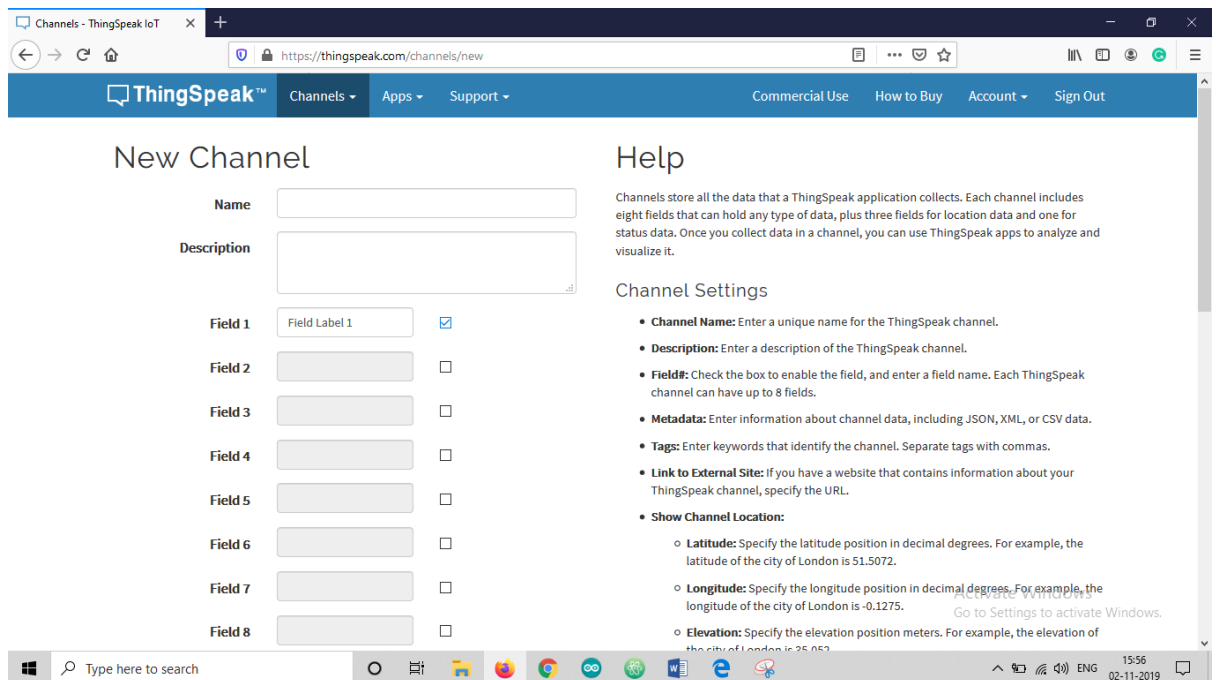 Channels - ThingSpeak IoT
https://thingspeak.com/channels/new
ThingSpeak™
Channels
Apps
Support
Commercial Use
How to Buy
Account
Sign Out
New Channel
Name
Description
Field 1
Field Label 1
Field 2
Field 3
Field 4
Field 5
Field 6
Field 7
Field 8
Help
Channels store all the data that a ThingSpeak application collects. Each channel includes
eight fields that can hold any type of data, plus three fields for location data and one for
status data. Once you collect data in a channel, you can use ThingSpeak apps to analyze and
visualize it.
Channel Settings
Channel Name: Enter a unique name for the ThingSpeak channel.
Description: Enter a description of the ThingSpeak channel.
Field#: Check the box to enable the field, and enter a field name. Each ThingSpeak
channel can have up to 8 fields.
Metadata: Enter information about channel data, including JSON, XML, or CSV data.
Tags: Enter keywords that identify the channel. Separate tags with commas.
Link to External Site: If you have a website that contains information about your
ThingSpeak channel, specify the URL.
Show Channel Location:
Latitude: Specify the latitude position in decimal degrees. For example, the
latitude of the city of London is 51.5072.
Longitude: Specify the longitude position in decimal degrees. For example, the
longitude of the city of London is -0.1275.
Elevation: Specify the elevation position meters. For example, the elevation of
the city of London is 35.052
Activate Windows
Go to Settings to activate Windows.
Type here to search
ENG
15:56
02-11-2019